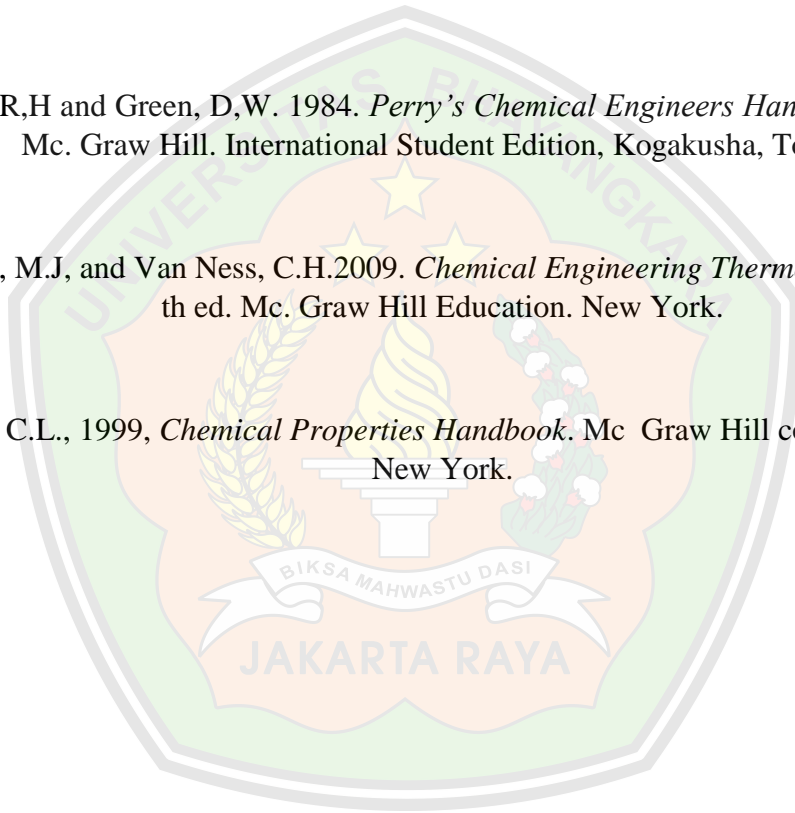 R,H and Green, D,W. 1984. Perry’s Chemical Engineers Han
Mc. Graw Hill. International Student Edition, Kogakusha, To
, M.J, and Van Ness, C.H.2009. Chemical Engineering Therm
th ed. Mc. Graw Hill Education. New York.
C.L., 1999, Chemical Properties Handbook. Mc Graw Hill co
New York.
UNIVERSITAS BHAYANGKARA
BIKSA MAHWASTU DASI
JAKARTA RAYA